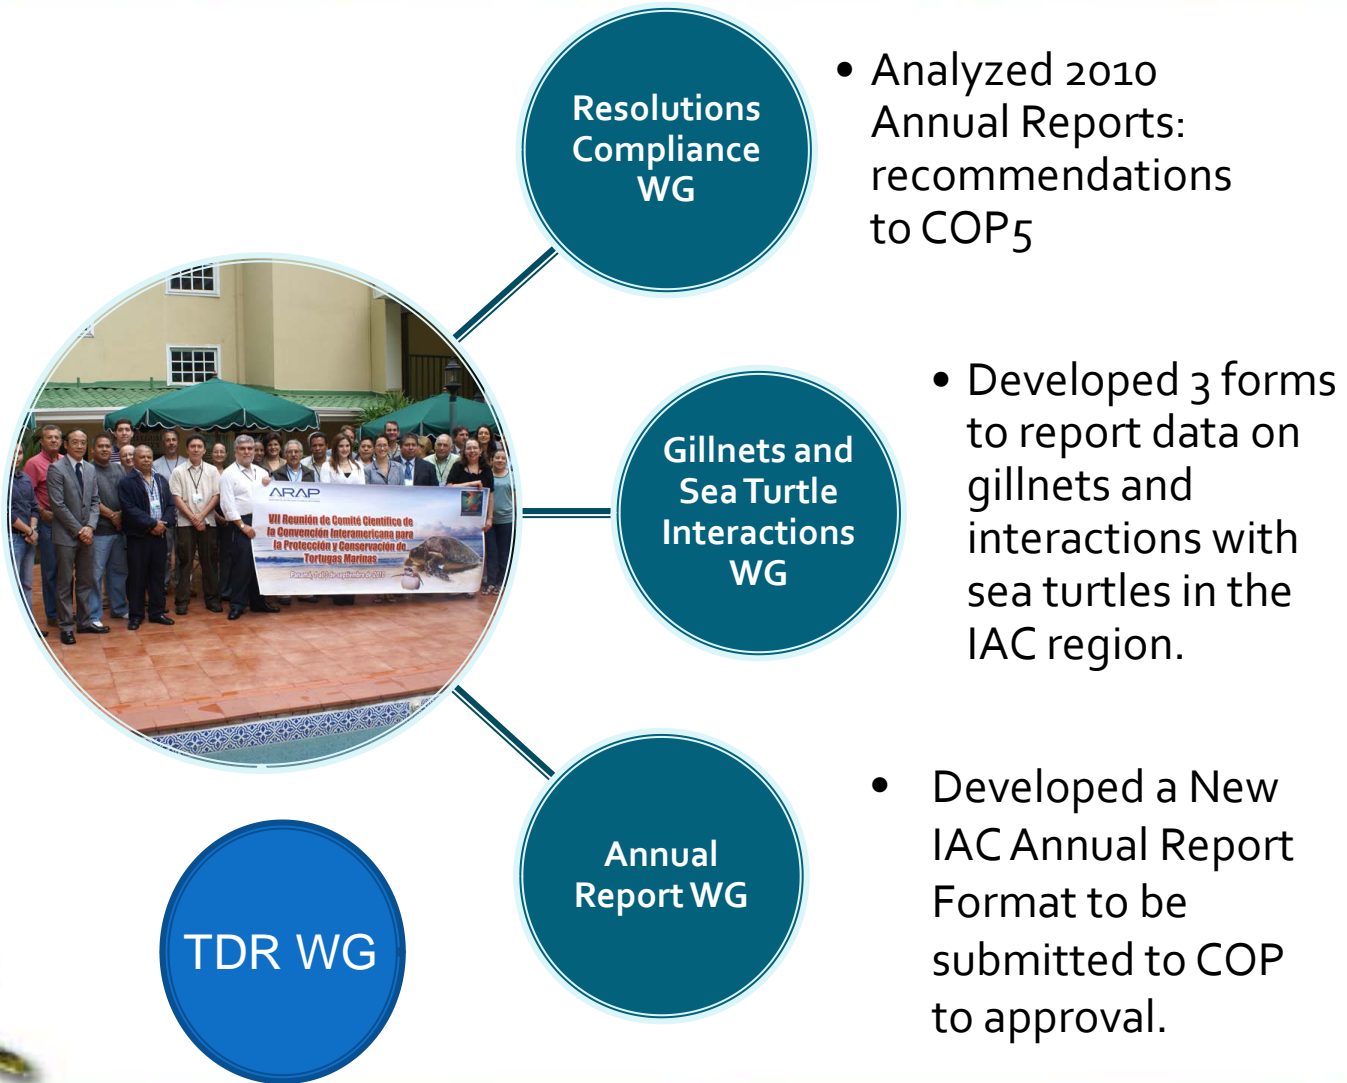 Resolutions
Compliance
WG
• Analyzed 2010
Annual Reports:
recommendations
to COP5
Gillnets and
Sea Turtle
Interactions
WG
• Developed 3 forms
to report data on
gillnets and
interactions with
sea turtles in the
IAC region.
ARAP
VII Reunión de Comité Científico de
la Convención Interamericana para
la Protección y Conservación de
Tortugas Marinas
Annual
Report WG
• Developed a New
IAC Annual Report
Format to be
submitted to COP
to approval.
TDR WG